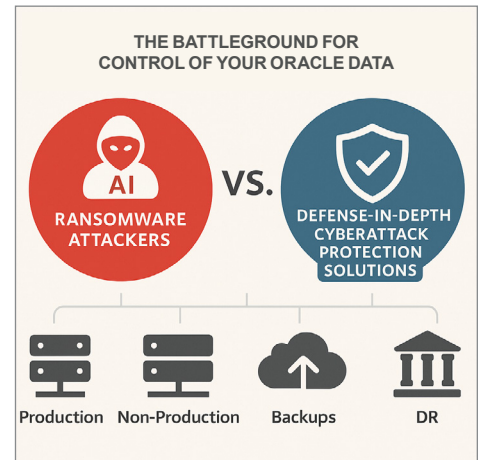 THE BATTLEGROUND FOR
CONTROL OF YOUR ORACLE DATA
AI
RANSOMWARE
ATTACKERS
VS.
DEFENSE-IN-DEPTH
CYBERATTACK
PROTECTION
SOLUTIONS
Production
Non-Production
Backups
DR